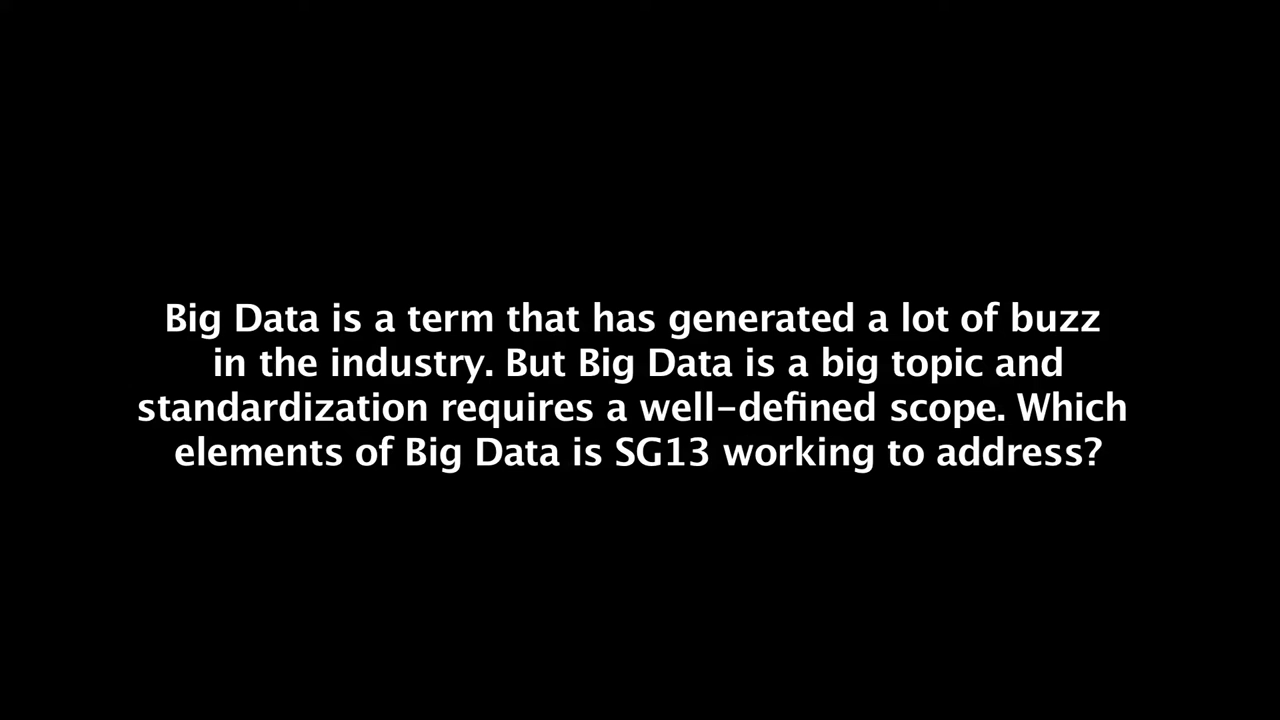 Big Data is a term that has generated a lot of buzz
in the industry. But Big Data is a big topic and
standardization requires a well-defined scope. Which
elements of Big Data is SG13 working to address?